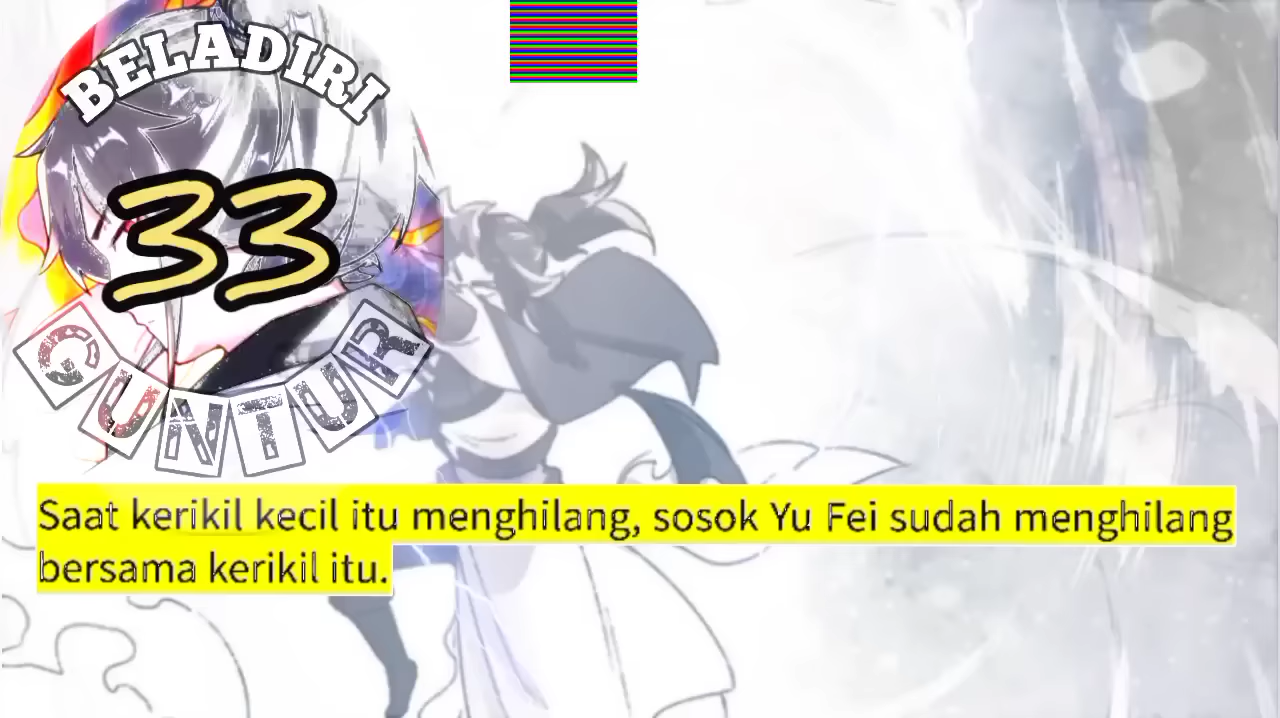 BELADIRI
33
GUNTUR
Saat kerikil kecil itu menghilang, sosok Yu Fei sudah menghilang
bersama kerikil itu.